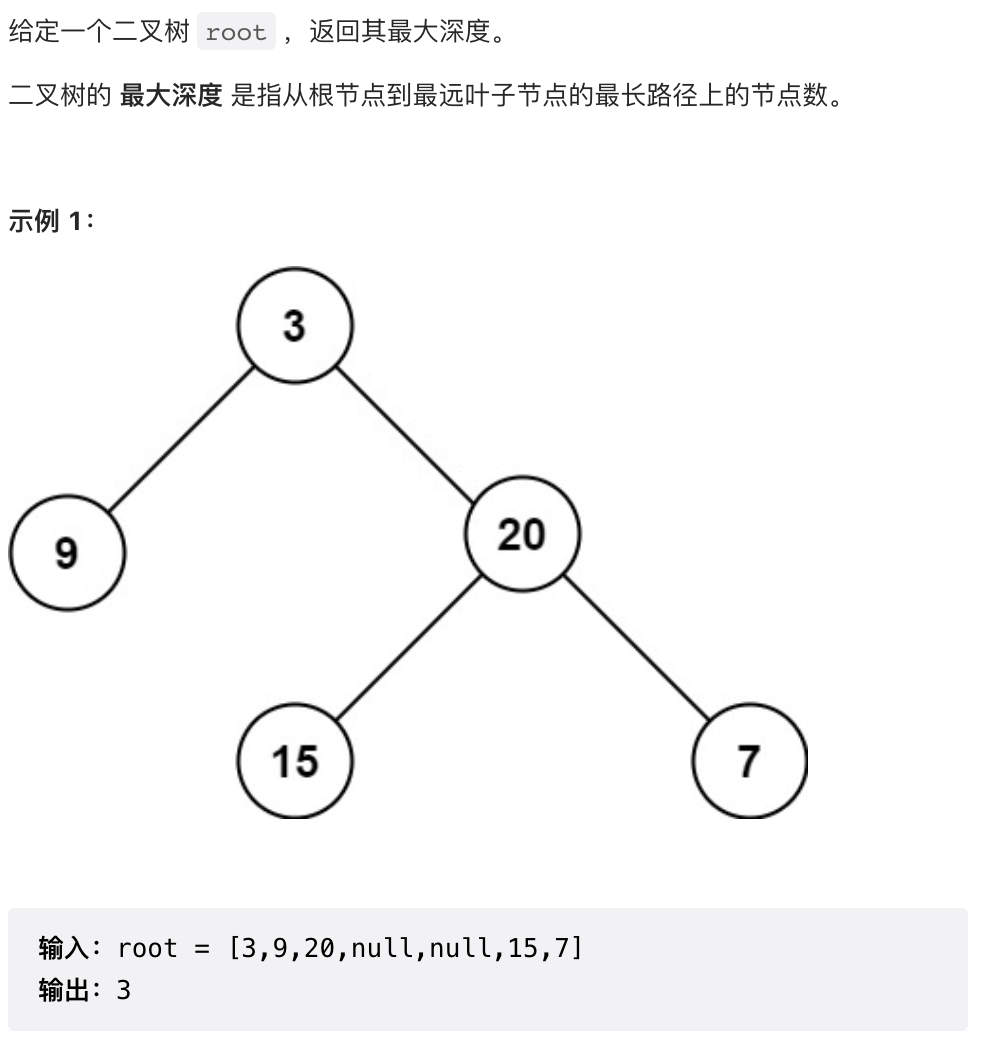 给定一个二叉树 root ，返回其最大深度。
二叉树的 最大深度 是指从根节点到最远叶子节点的最长路径上的节点数。
示例 1：
3
9
20
15
7
输入：root = [3,9,20,null,null,15,7]
输出：3